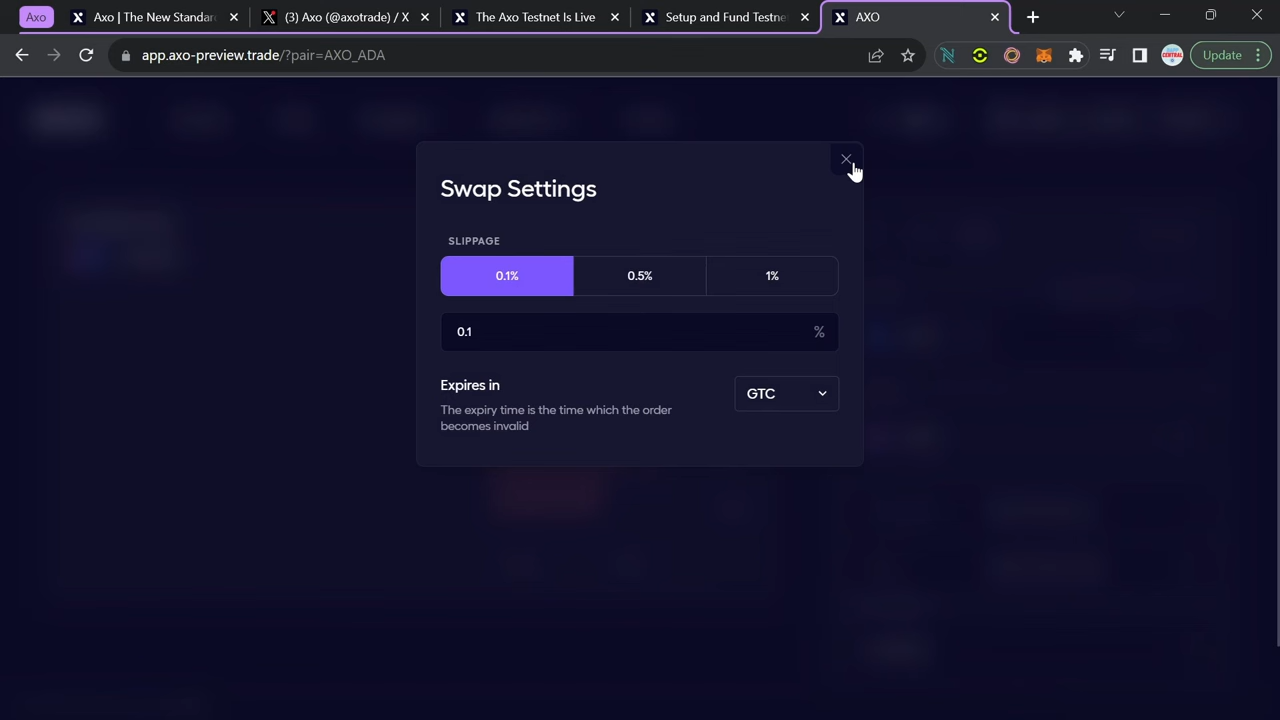 Axo
Axo | The New Standar
(3) Axo (@axotrade) / X
The Axo Testnet Is Live
Setup and Fund Testne
AXO
app.axo-preview.trade/?pair=AXO_ADA
Update
Swap Settings
SLIPPAGE
0.1%
0.5%
1%
0.1
%
Expires in
GTC
The expiry time is the time which the order
becomes invalid